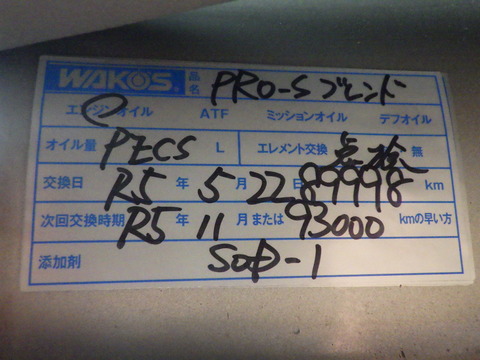 WAKO'S 品名 PRO-S ブレンド
エンジンオイル ATF ミッションオイル デフオイル
オイル量 PECS L エレメント交換 点検 無
交換日 R5 年 5 月 22 日 89998 km
次回交換時期 R5 年 11 月または 93000 kmの早い方
添加剤 SOD-1